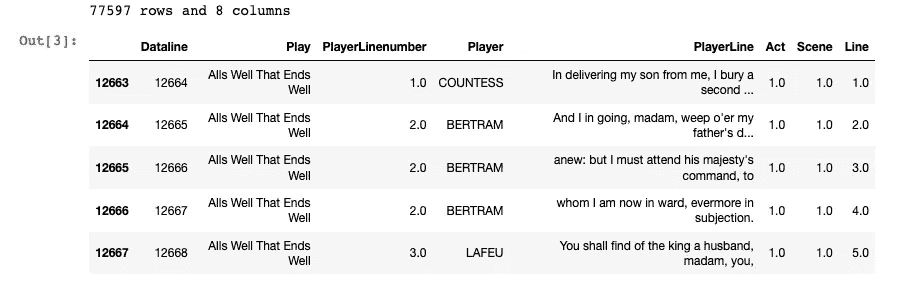 77597 rows and 8 columns
Out[3]:
Dataline Play PlayerLinenumber Player PlayerLine Act Scene Line
12663 12664 Alls Well That Ends Well 1.0 COUNTESS In delivering my son from me, I bury a second ... 1.0 1.0 1.0
12664 12665 Alls Well That Ends Well 2.0 BERTRAM And I in going, madam, weep o'er my father's d... 1.0 1.0 2.0
12665 12666 Alls Well That Ends Well 2.0 BERTRAM anew: but I must attend his majesty's command, to 1.0 1.0 3.0
12666 12667 Alls Well That Ends Well 2.0 BERTRAM whom I am now in ward, evermore in subjection. 1.0 1.0 4.0
12667 12668 Alls Well That Ends Well 3.0 LAFEU You shall find of the king a husband, madam, you, 1.0 1.0 5.0